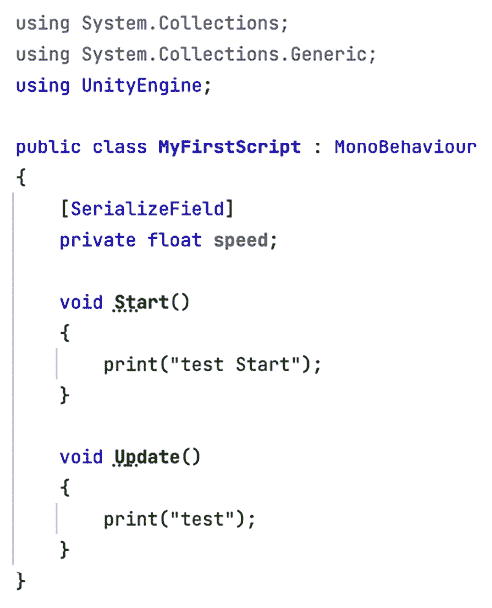 using System.Collections;
using System.Collections.Generic;
using UnityEngine;
public class MyFirstScript : MonoBehaviour
{
[SerializeField]
private float speed;
void Start()
{
print("test Start");
}
void Update()
{
print("test");
}
}